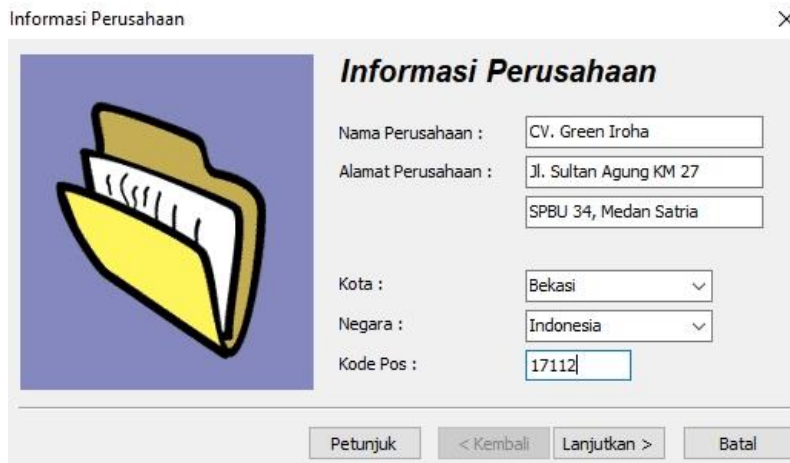 Informasi Perusahaan
Informasi Perusahaan
Nama Perusahaan : CV. Green Iroha
Alamat Perusahaan : Jl. Sultan Agung KM 27
SPBU 34, Medan Satria
Kota : Bekasi
Negara : Indonesia
Kode Pos : 17112
Petunjuk < Kembali Lanjutkan > Batal